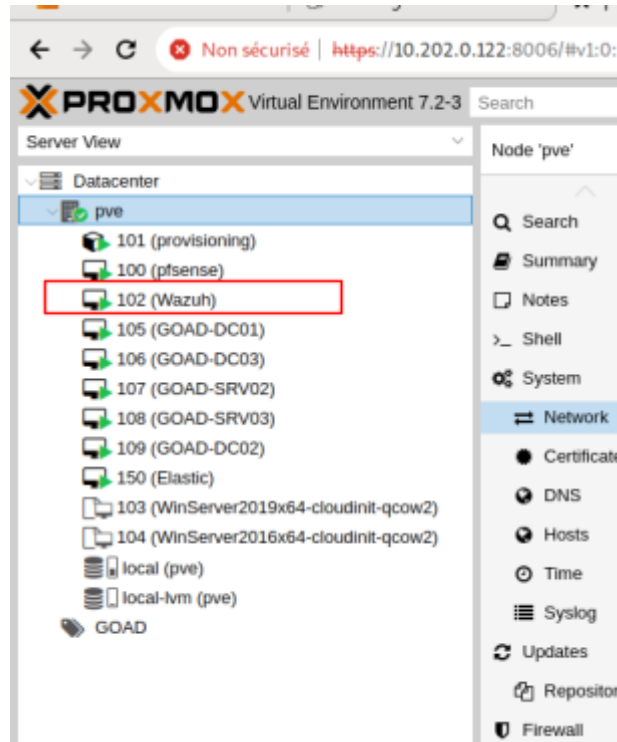 Non sécurisé | https://10.202.0.122:8006/#v1:0:
PROXMOX Virtual Environment 7.2-3 Search
Server View
Node 'pve'
Datacenter
pve
101 (provisioning)
100 (pfsense)
102 (Wazuh)
105 (GOAD-DC01)
106 (GOAD-DC03)
107 (GOAD-SRV02)
108 (GOAD-SRV03)
109 (GOAD-DC02)
150 (Elastic)
103 (WinServer2019x64-cloudinit-qcow2)
104 (WinServer2016x64-cloudinit-qcow2)
local (pve)
local-lvm (pve)
GOAD
Search
Summary
Notes
Shell
System
Network
Certificate
DNS
Hosts
Time
Syslog
Updates
Repositor
Firewall